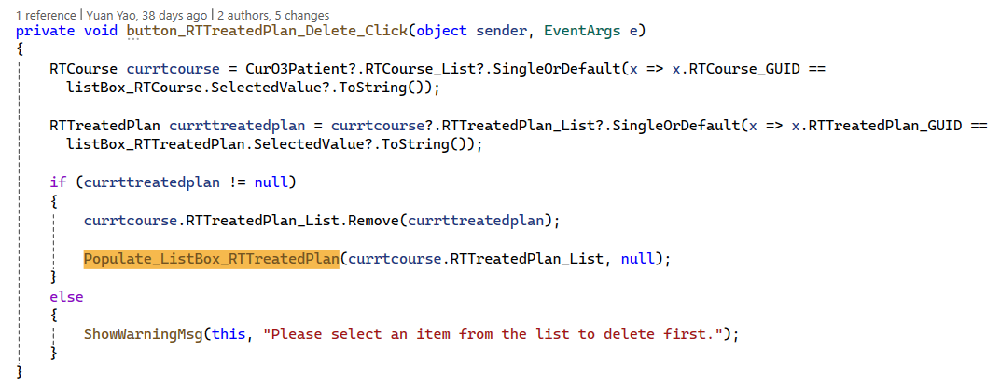 1 reference | Yuan Yao, 38 days ago | 2 authors, 5 changes
private void button_RTTreatedPlan_Delete_Click(object sender, EventArgs e)
{
RTCourse currtcourse = CurO3Patient?.RTCourse_List?.SingleOrDefault(x => x.RTCourse_GUID ==
listBox_RTCourse.SelectedValue?.ToString());
RTTreatedPlan currttreatedplan = currtcourse?.RTTreatedPlan_List?.SingleOrDefault(x => x.RTTreatedPlan_GUID ==
listBox_RTTreatedPlan.SelectedValue?.ToString());
if (currttreatedplan != null)
{
currtcourse.RTTreatedPlan_List.Remove(currttreatedplan);
Populate_ListBox_RTTreatedPlan(currtcourse.RTTreatedPlan_List, null);
}
else
{
ShowWarningMsg(this, "Please select an item from the list to delete first.");
}
}